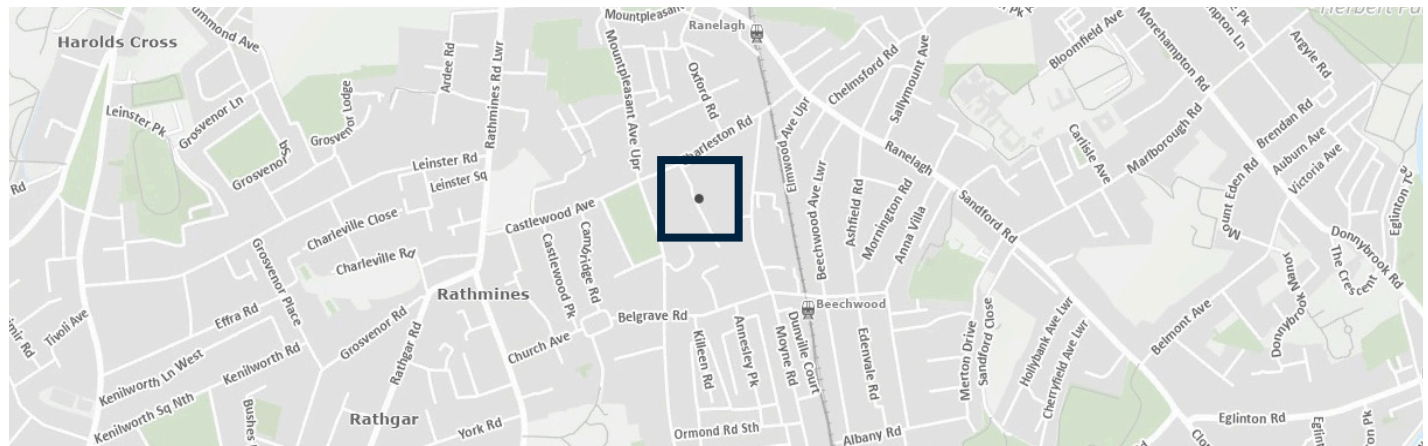 Mountpleasant
Ranelagh
Harolds Cross
Ardee Rd
Rathmines Rd Lwr
Mountpleasant Ave Upr
Oxford Rd
Chelmsford Rd
Sallymount Ave
Bloomfield Ave
Morehampton Rd
Argyle Rd
Leinster Pk
Grosvenor Ln
Grosvenor Lodge
Grosvenor Sq
Leinster Rd
Leinster Sq
Charleston Rd
Elmwood Ave Upr
Ranelagh
Carlisle Ave
Marlborough Rd
Brendan Rd
Auburn Ave
Victoria Ave
Mount Eden Rd
Eglinton Tce
Rd
Charleville Close
Charleville Rd
Castlewood Ave
Castlewood Pk
Cambridge Rd
Beechwood Ave Lwr
Ashfield Rd
Mornington Rd
Anna Villa
Sandford Rd
Donnybrook Rd
The Crescent
Donnybrook Manor
Grosvenor Place
Rathmines
Beechwood
Tivoli Ave
Effra Rd
Grosvenor Rd
Rathgar Rd
Belgrave Rd
Church Ave
Killeen Rd
Annesley Pk
Moyne Rd
Dunville Court
Edenvale Rd
Merton Drive
Sandford Close
Hollybank Ave Lwr
Cherryfield Ave Lwr
Belmont Ave
Kenilworth Ln West
Kenilworth Rd
Kenilworth Sq Nth
Rathgar
York Rd
Ormond Rd Sth
Albany Rd
Eglinton Rd